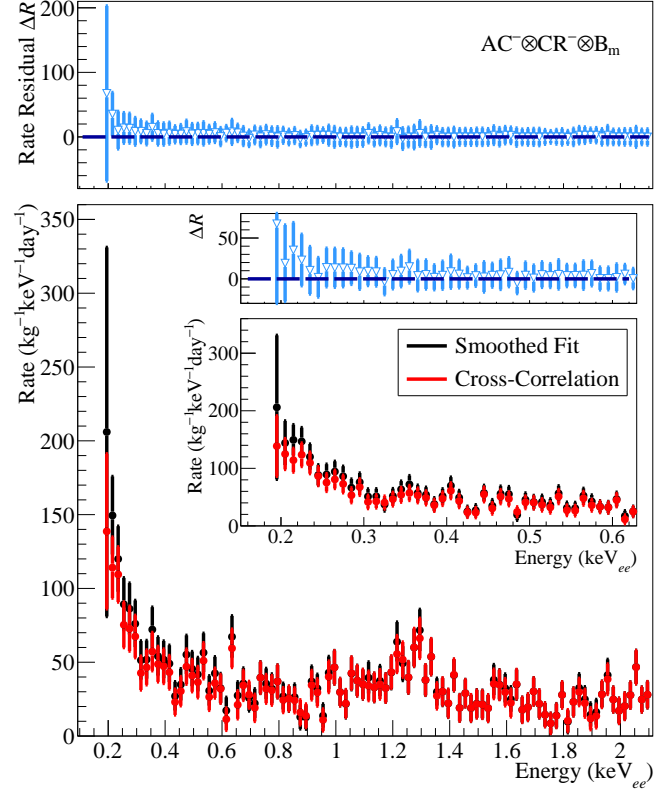 Rate Residual ΔR
200
100
0
AC⁻⊗CR⁻⊗Bₘ
Rate (kg⁻¹keV⁻¹day⁻¹)
350
300
250
200
150
100
50
0
ΔR
50
0
Rate (kg⁻¹keV⁻¹day⁻¹)
300
200
100
0
Smoothed Fit
Cross-Correlation
0.2 0.3 0.4 0.5 0.6
Energy (keVₑₑ)
0.2 0.4 0.6 0.8 1 1.2 1.4 1.6 1.8 2
Energy (keVₑₑ)